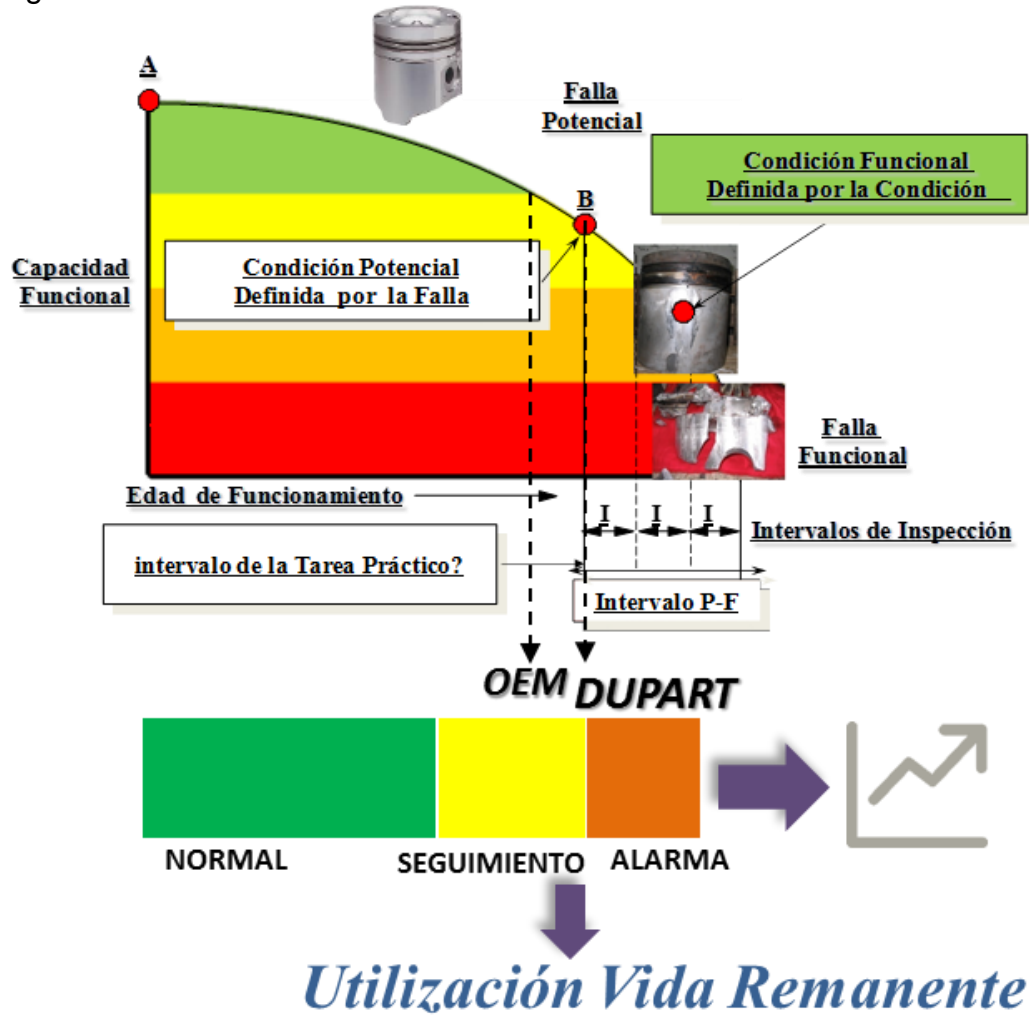 A
Falla
Potencial
Condición Funcional
Definida por la Condición
B
Capacidad
Funcional
Condición Potencial
Definida por la Falla
Falla
Funcional
Edad de Funcionamiento
I I I
Intervalos de Inspección
intervalo de la Tarea Práctico?
Intervalo P-F
OEM DUPART
NORMAL
SEGUIMIENTO
ALARMA
Utilización Vida Remanente